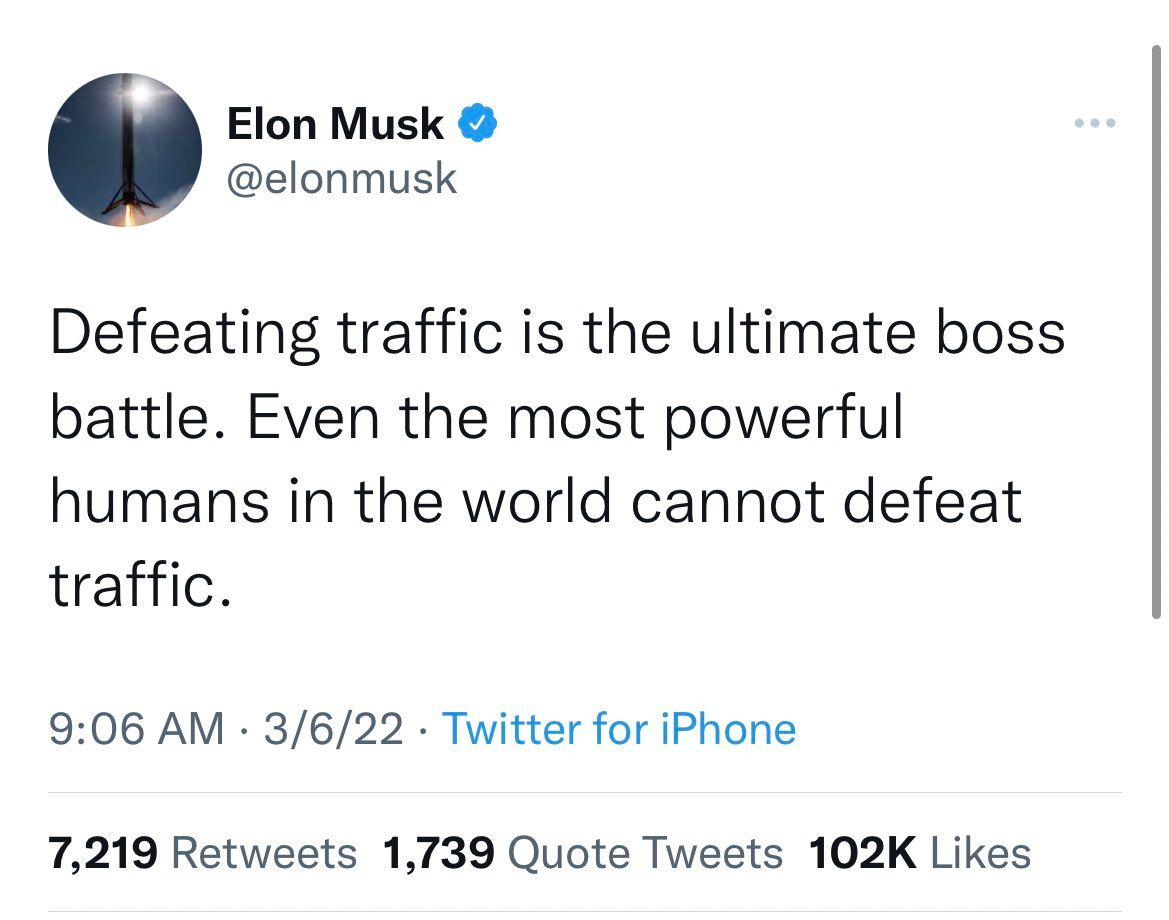 Elon Musk
@elonmusk
Defeating traffic is the ultimate boss
battle. Even the most powerful
humans in the world cannot defeat
traffic.
9:06 AM · 3/6/22 · Twitter for iPhone
7,219 Retweets 1,739 Quote Tweets 102K Likes